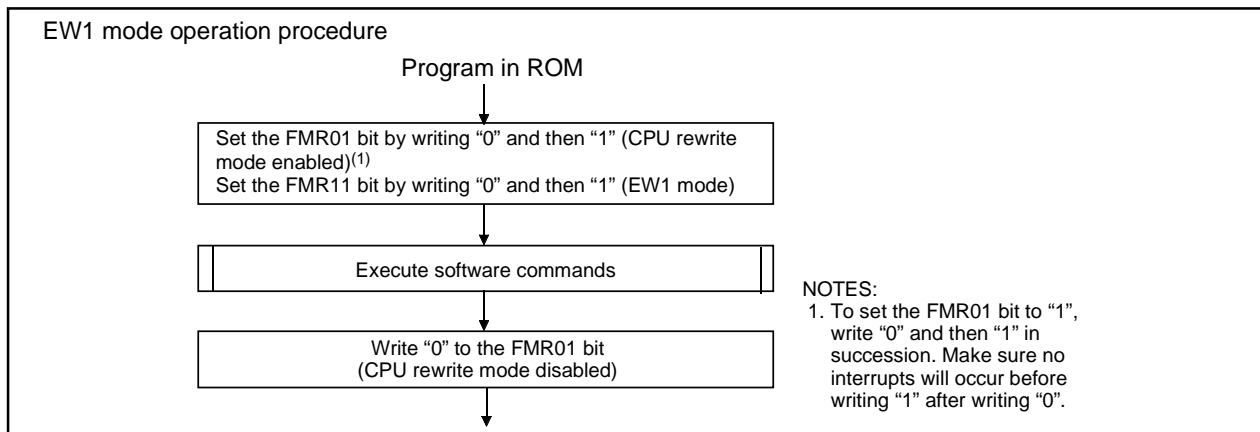 EW1 mode operation procedure
Program in ROM
Set the FMR01 bit by writing “0” and then “1” (CPU rewrite
mode enabled)(1)
Set the FMR11 bit by writing “0” and then “1” (EW1 mode)
Execute software commands
Write “0” to the FMR01 bit
(CPU rewrite mode disabled)
NOTES:
1. To set the FMR01 bit to “1”,
write “0” and then “1” in
succession. Make sure no
interrupts will occur before
writing “1” after writing “0”.